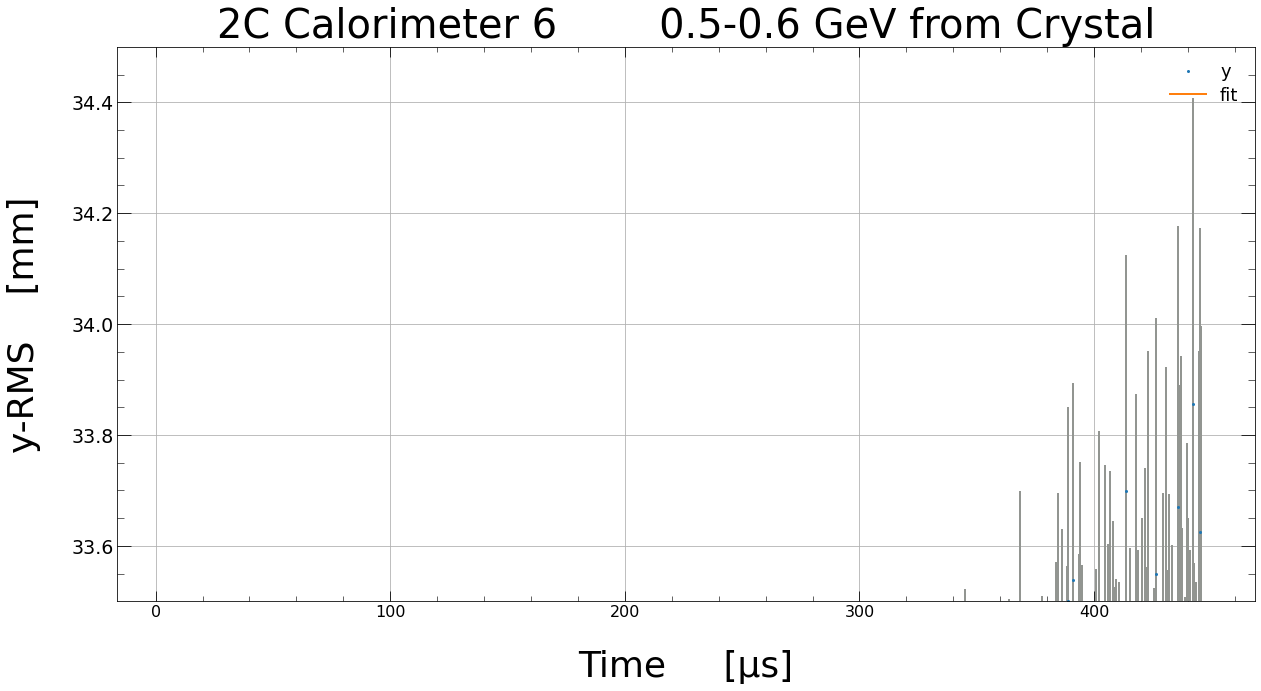 2C Calorimeter 6 0.5-0.6 GeV from Crystal
y
fit
34.4
34.2
34.0
33.8
33.6
y-RMS [mm]
0 100 200 300 400
Time [µs]